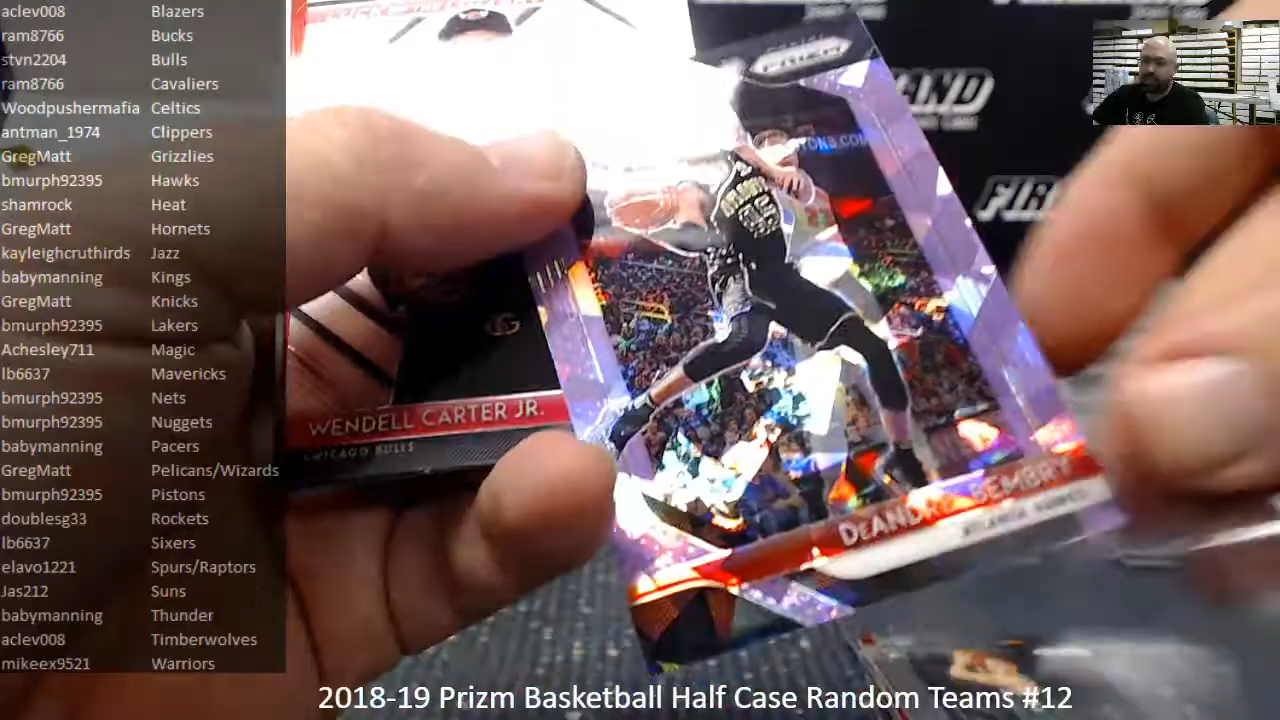 aclev008 Blazers
ram8766 Bucks
stvn2204 Bulls
ram8766 Cavaliers
Woodpushermafia Celtics
antman_1974 Clippers
GregMatt Grizzlies
bmurph92395 Hawks
shamrock Heat
GregMatt Hornets
kayleighcruthirds Jazz
babymanning Kings
GregMatt Knicks
bmurph92395 Lakers
Achesley711 Magic
lb6637 Mavericks
bmurph92395 Nets
bmurph92395 Nuggets
babymanning Pacers
GregMatt Pelicans/Wizards
bmurph92395 Pistons
doublesg33 Rockets
lb6637 Sixers
elavo1221 Spurs/Raptors
Jas212 Suns
babymanning Thunder
aclev008 Timberwolves
mikeex9521 Warriors
PRIZM
WENDELL CARTER JR.
CHICAGO BULLS
DEANDRE BEMBRY
ATLANTA HAWKS
2018-19 Prizm Basketball Half Case Random Teams #12